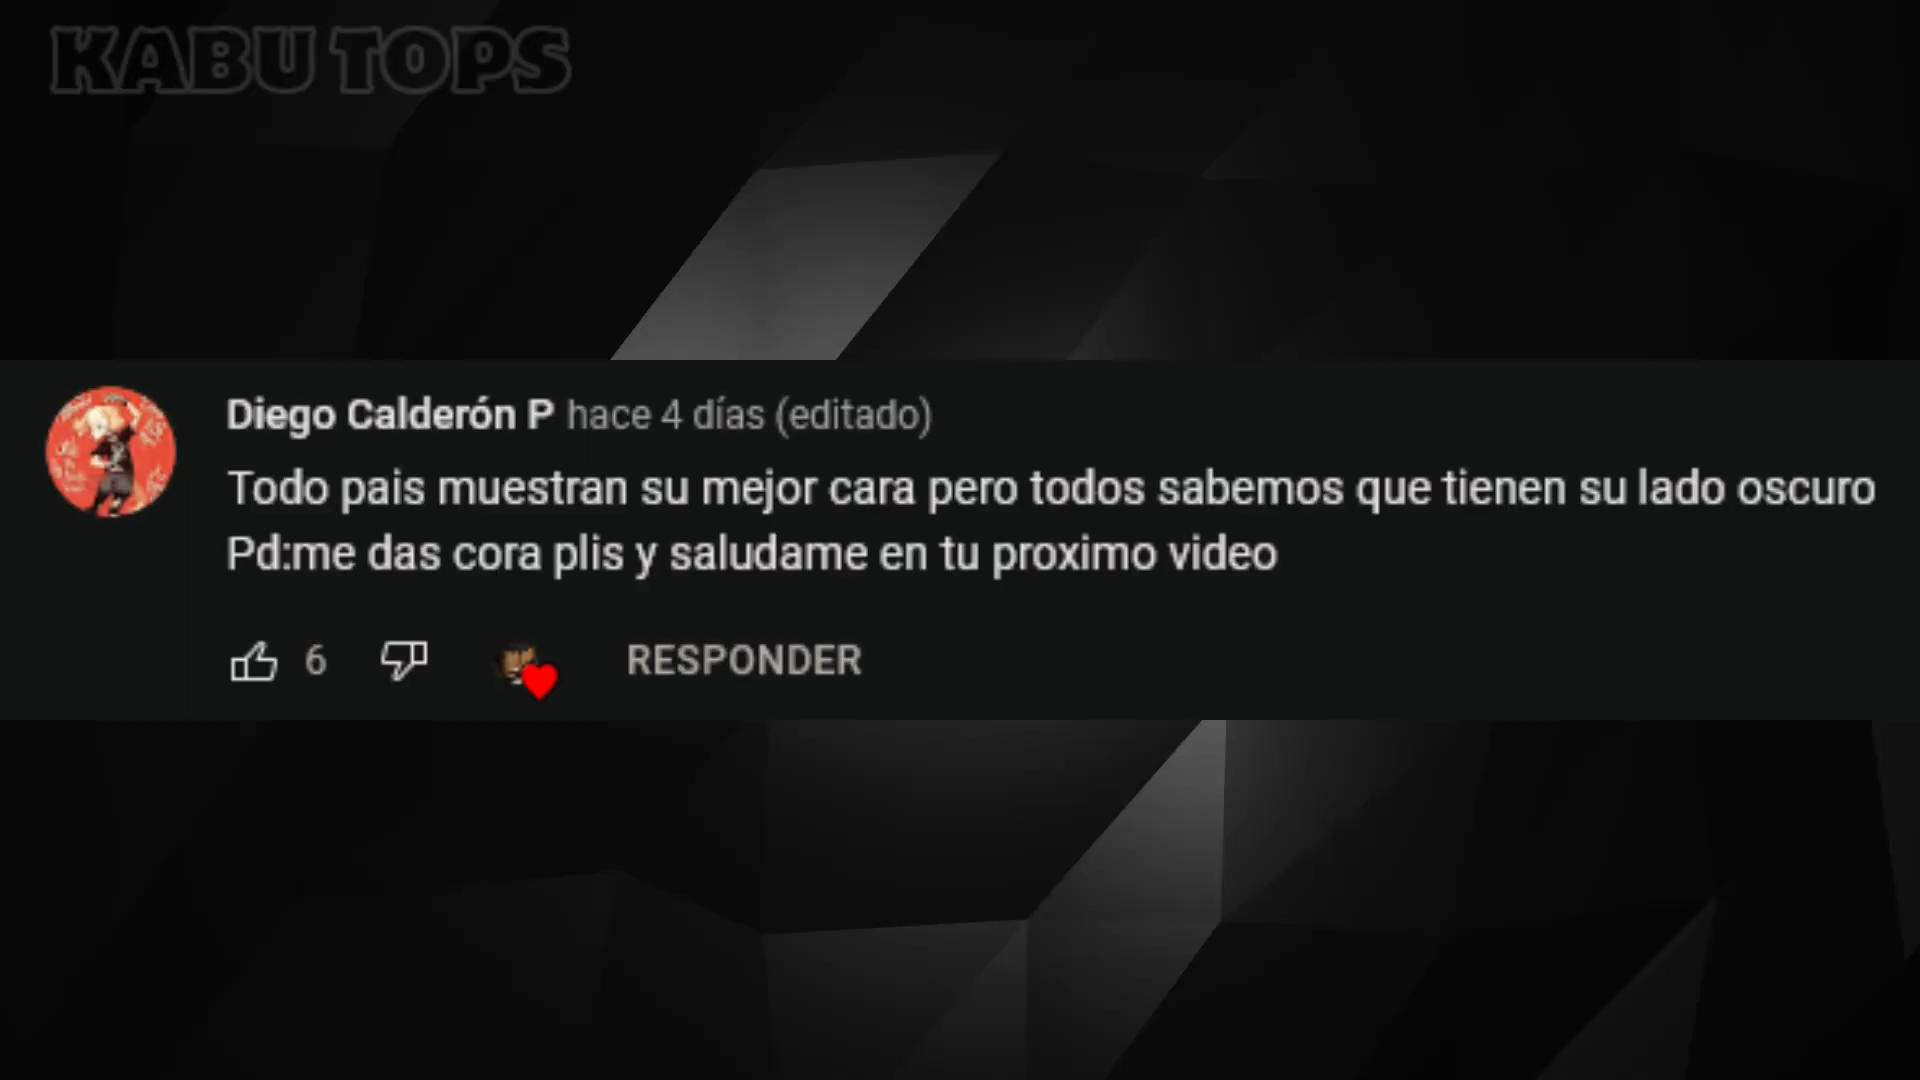 KABU TOPS
Diego Calderón P hace 4 días (editado)
Todo pais muestran su mejor cara pero todos sabemos que tienen su lado oscuro
Pd:me das cora plis y saludame en tu proximo video
6 RESPONDER